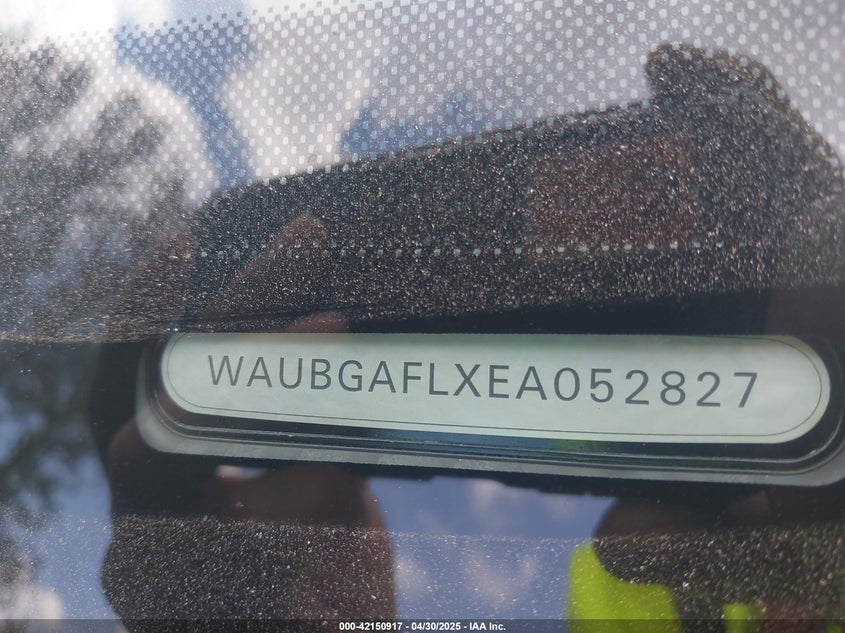 WAUBGAFLXEA052827
000-42150917 - 04/30/2025 - IAA Inc.